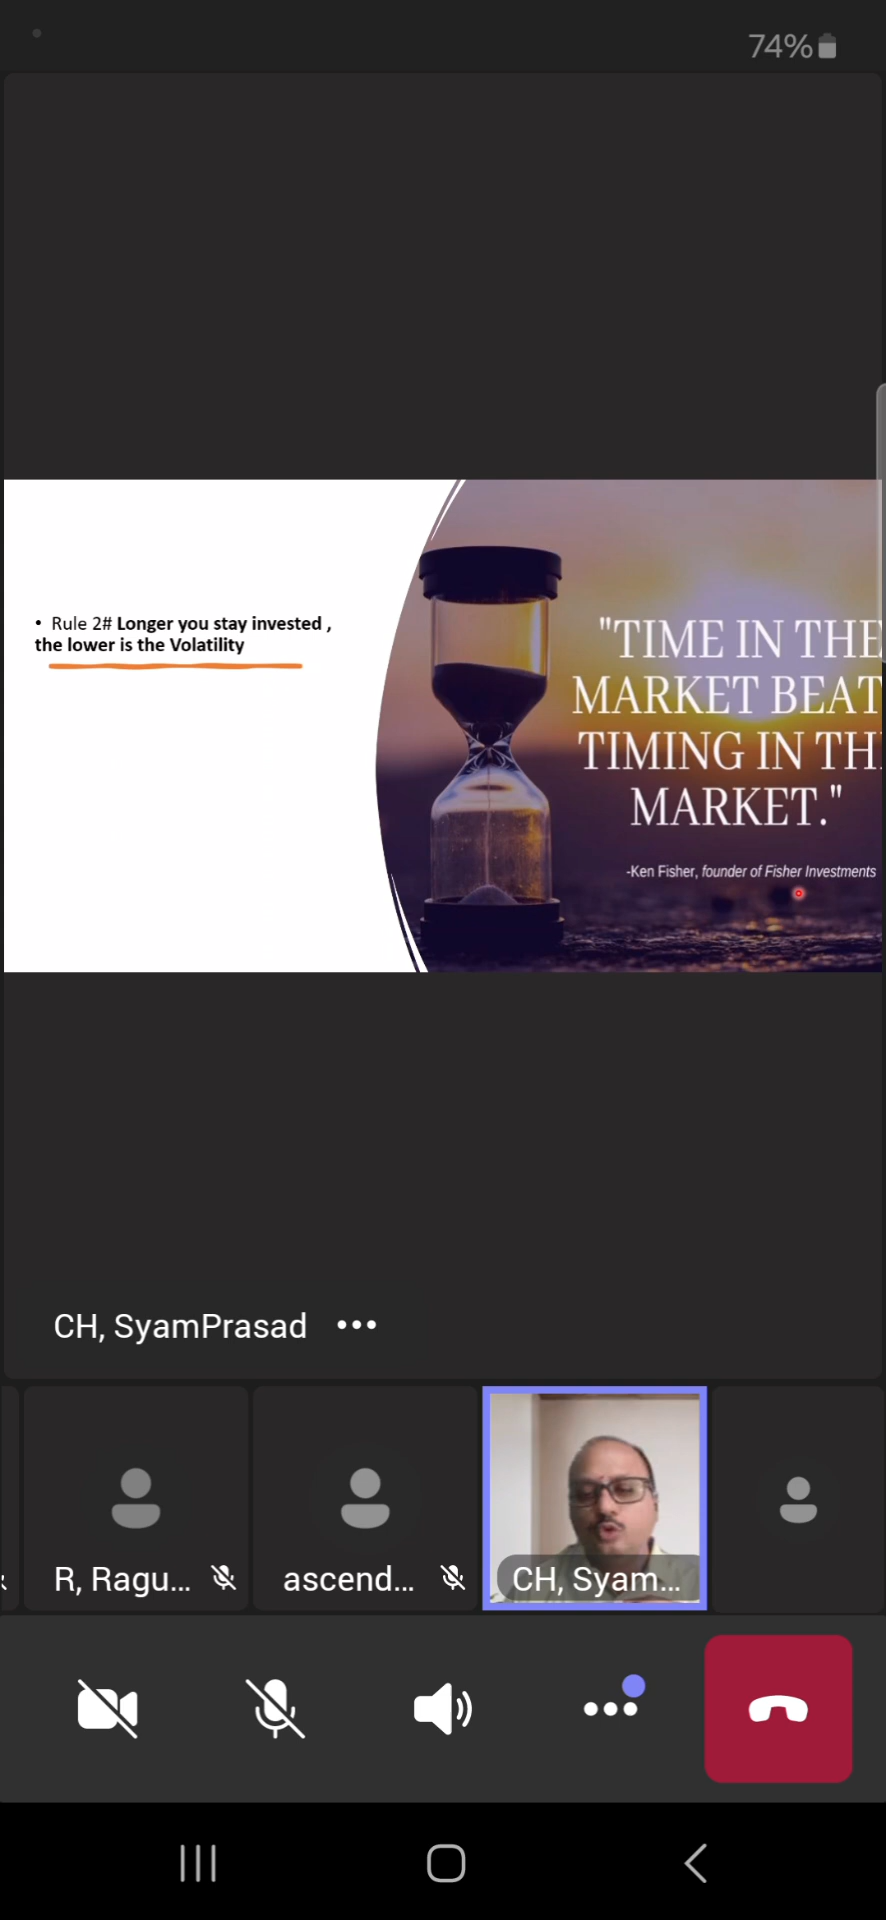 74%
• Rule 2# Longer you stay invested ,
the lower is the Volatility
"TIME IN THE
MARKET BEAT
TIMING IN TH
MARKET."
-Ken Fisher, founder of Fisher Investments
CH, SyamPrasad
R, Ragu...
ascend...
CH, Syam...